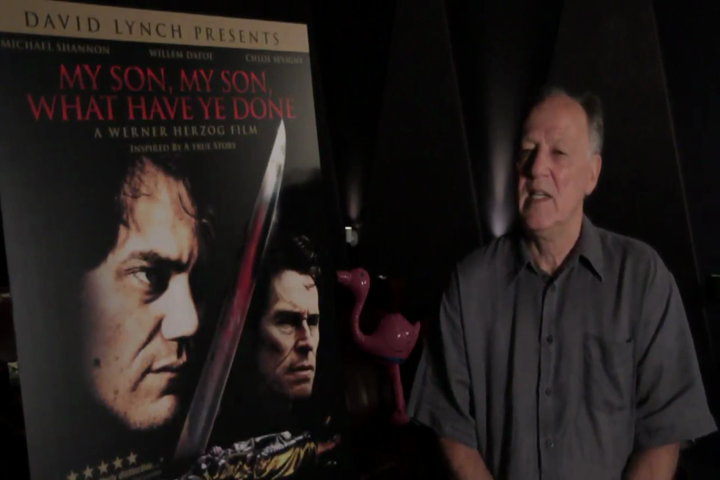 DAVID LYNCH PRESENTS
MICHAEL SHANNON WILLEM DAFOE CHLOË SEVIGNY
MY SON, MY SON,
WHAT HAVE YE DONE
A WERNER HERZOG FILM
INSPIRED BY A TRUE STORY